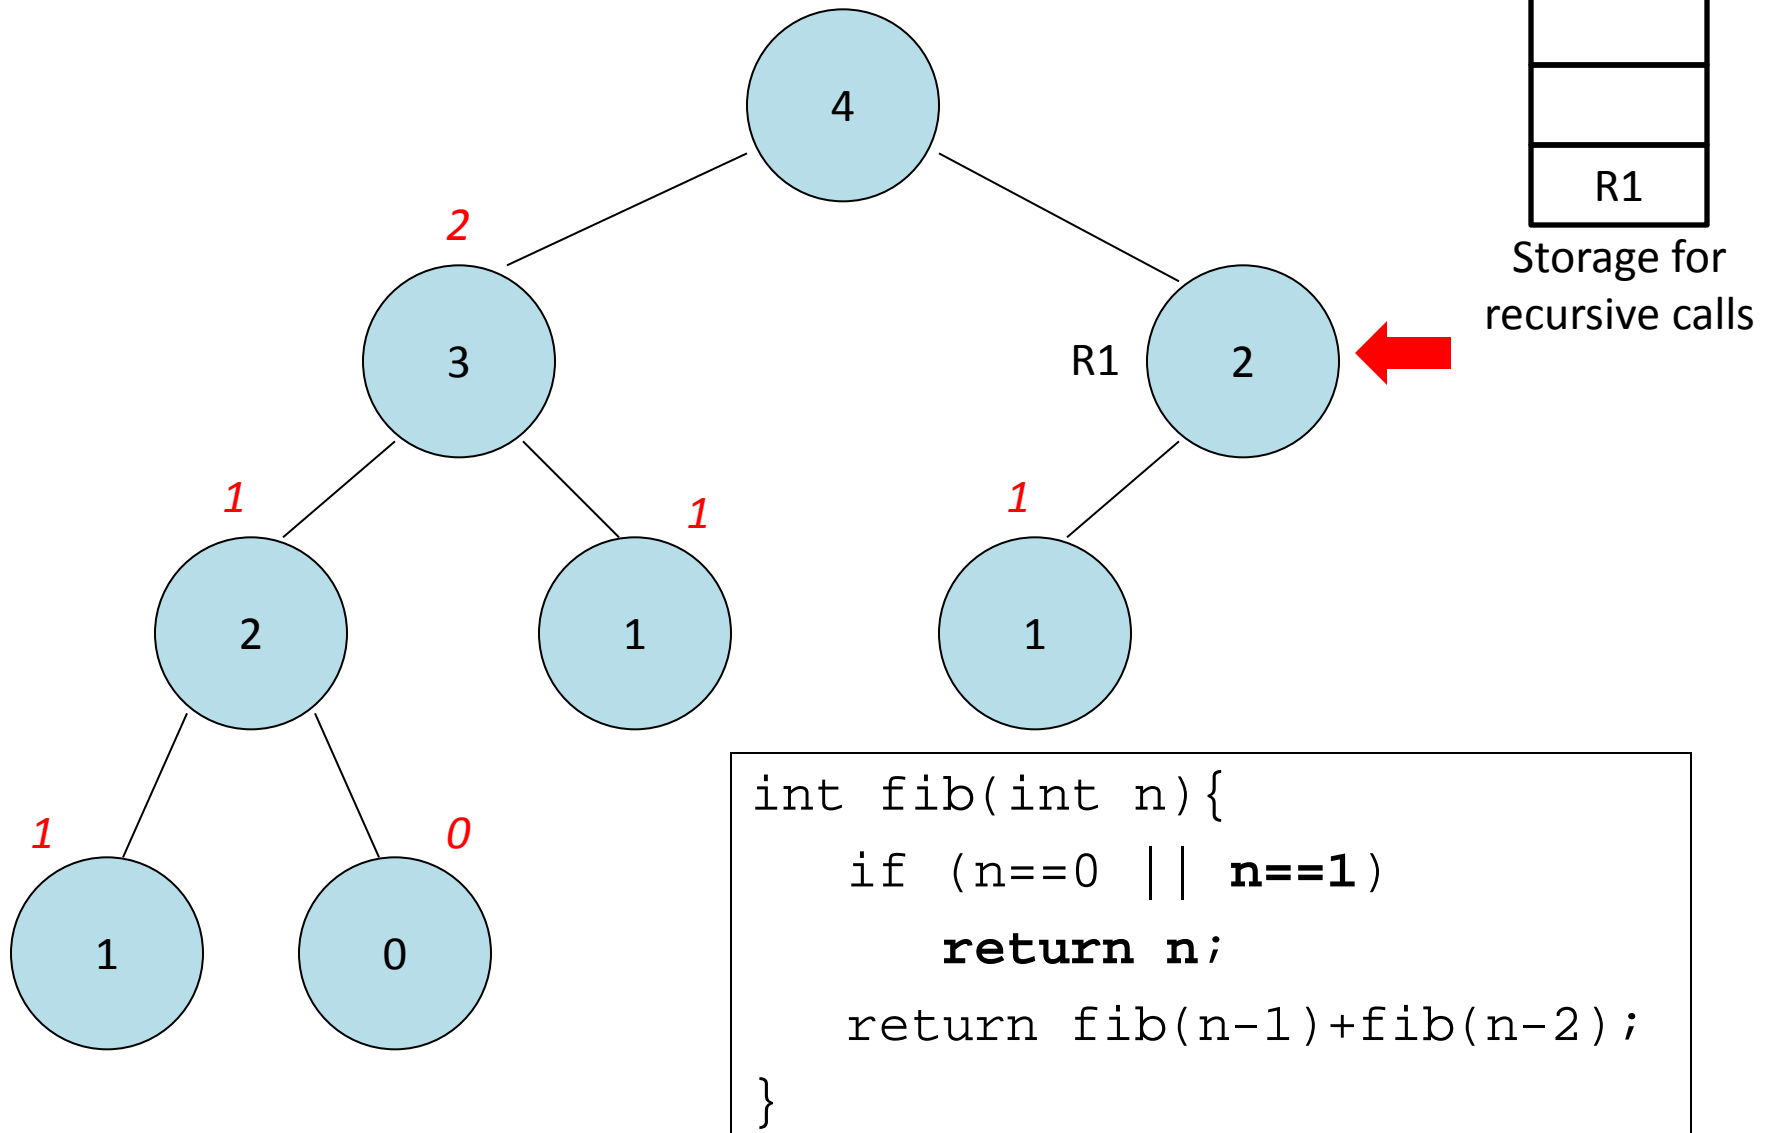 4
R1
Storage for
recursive calls
2
3
R1
2
1
1
1
2
1
1
1
0
1
0
int fib(int n){
if (n==0 || n==1)
return n;
return fib(n-1)+fib(n-2);
}